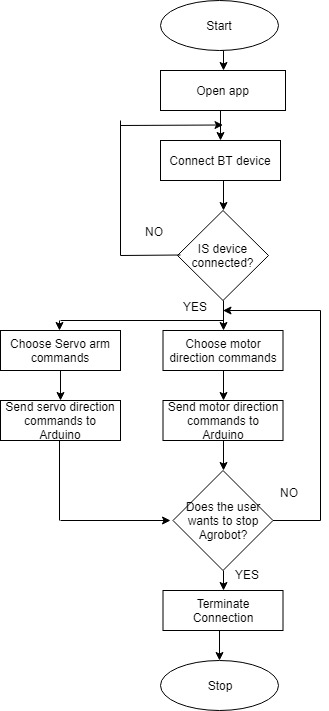 Start
Open app
Connect BT device
NO
IS device
connected?
YES
Choose Servo arm
commands
Choose motor
direction commands
Send servo direction
commands to
Arduino
Send motor direction
commands to
Arduino
Does the user
wants to stop
Agrobot?
NO
YES
Terminate
Connection
Stop